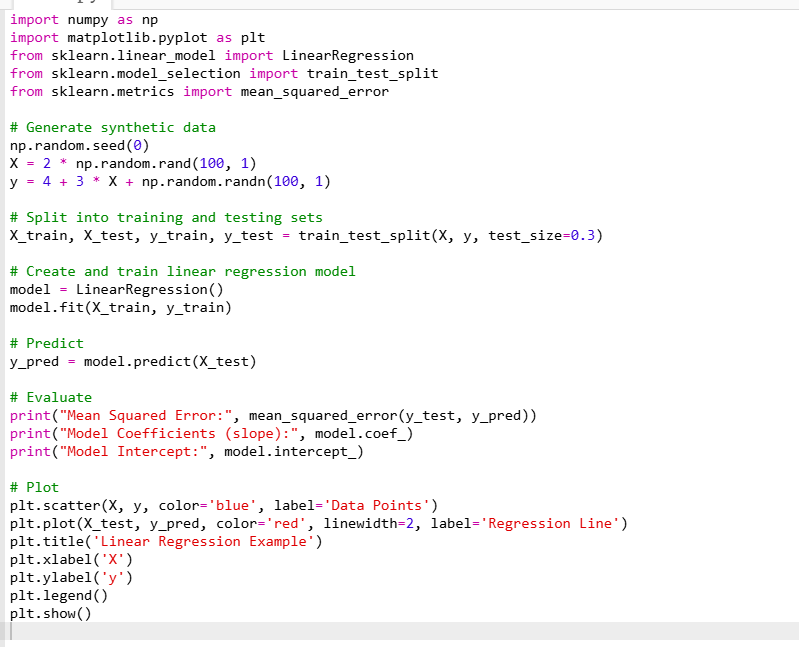 import numpy as np
import matplotlib.pyplot as plt
from sklearn.linear_model import LinearRegression
from sklearn.model_selection import train_test_split
from sklearn.metrics import mean_squared_error

# Generate synthetic data
np.random.seed(0)
X = 2 * np.random.rand(100, 1)
y = 4 + 3 * X + np.random.randn(100, 1)

# Split into training and testing sets
X_train, X_test, y_train, y_test = train_test_split(X, y, test_size=0.3)

# Create and train linear regression model
model = LinearRegression()
model.fit(X_train, y_train)

# Predict
y_pred = model.predict(X_test)

# Evaluate
print("Mean Squared Error:", mean_squared_error(y_test, y_pred))
print("Model Coefficients (slope):", model.coef_)
print("Model Intercept:", model.intercept_)

# Plot
plt.scatter(X, y, color='blue', label='Data Points')
plt.plot(X_test, y_pred, color='red', linewidth=2, label='Regression Line')
plt.title('Linear Regression Example')
plt.xlabel('X')
plt.ylabel('y')
plt.legend()
plt.show()